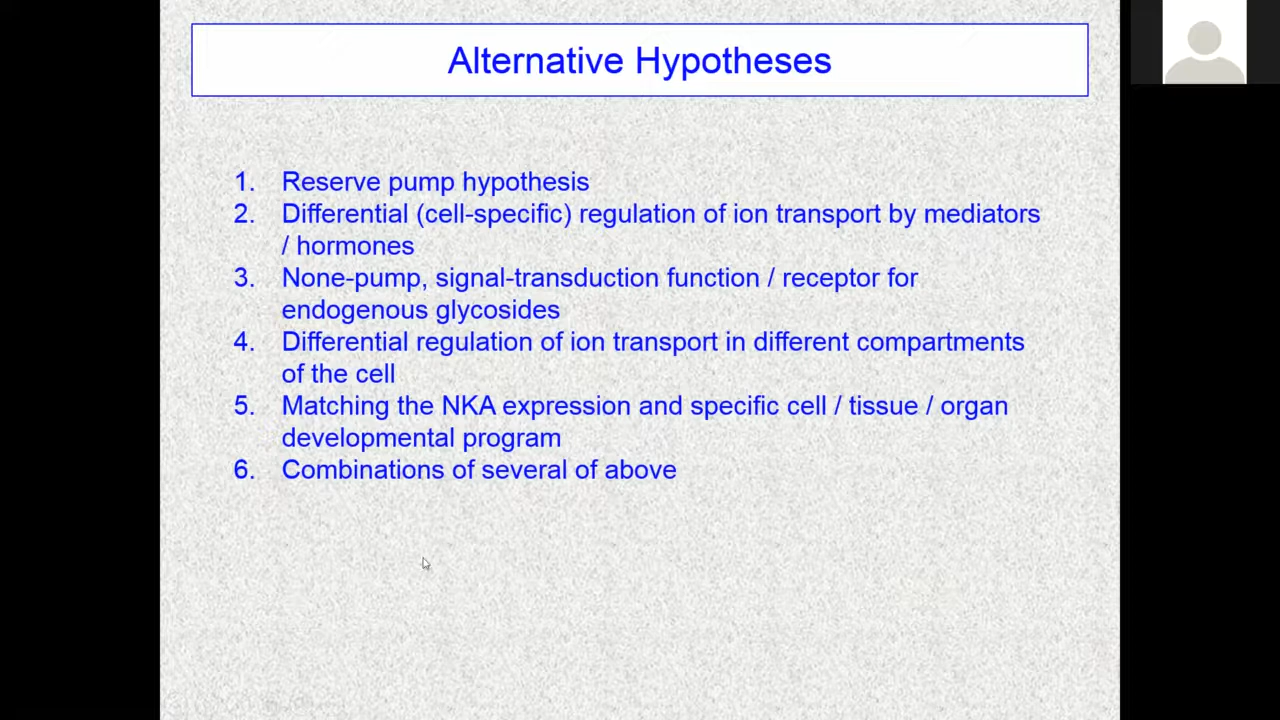 Alternative Hypotheses
1. Reserve pump hypothesis
2. Differential (cell-specific) regulation of ion transport by mediators
/ hormones
3. None-pump, signal-transduction function / receptor for
endogenous glycosides
4. Differential regulation of ion transport in different compartments
of the cell
5. Matching the NKA expression and specific cell / tissue / organ
developmental program
6. Combinations of several of above